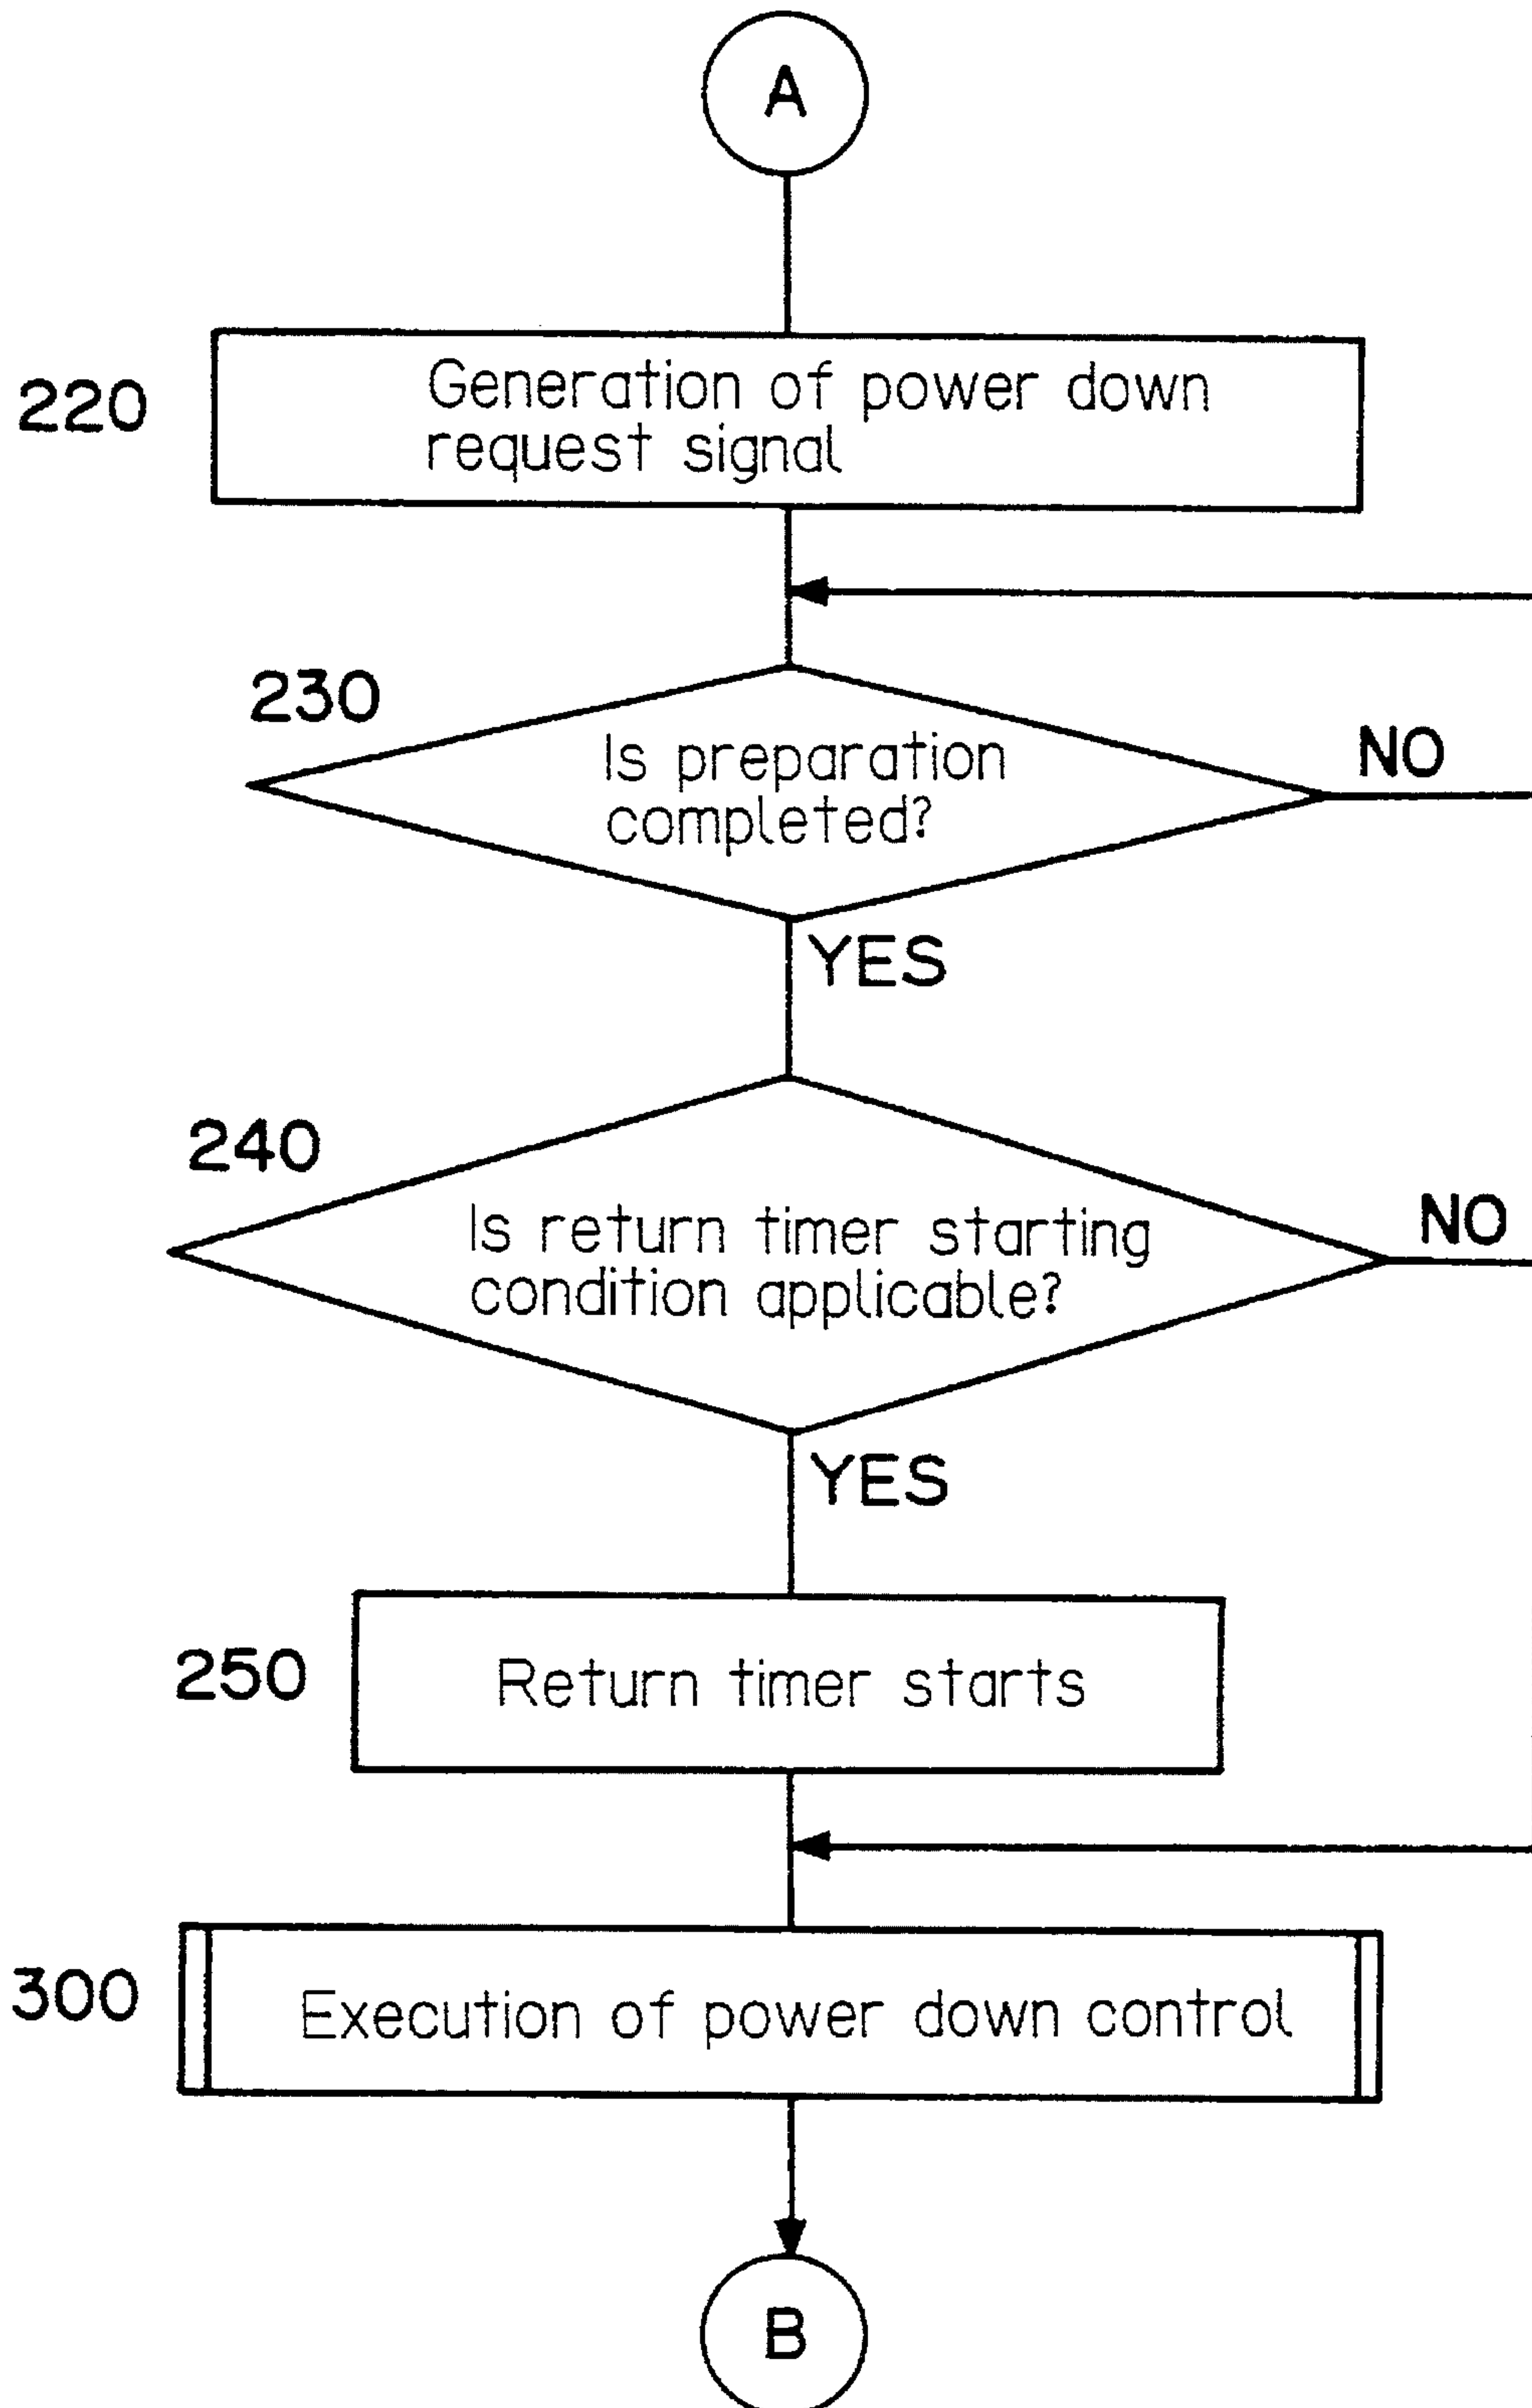 A
220
Generation of power down
request signal
230
Is preparation
completed?
NO
YES
240
Is return timer starting
condition applicable?
NO
YES
250
Return timer starts
300
Execution of power down control
B